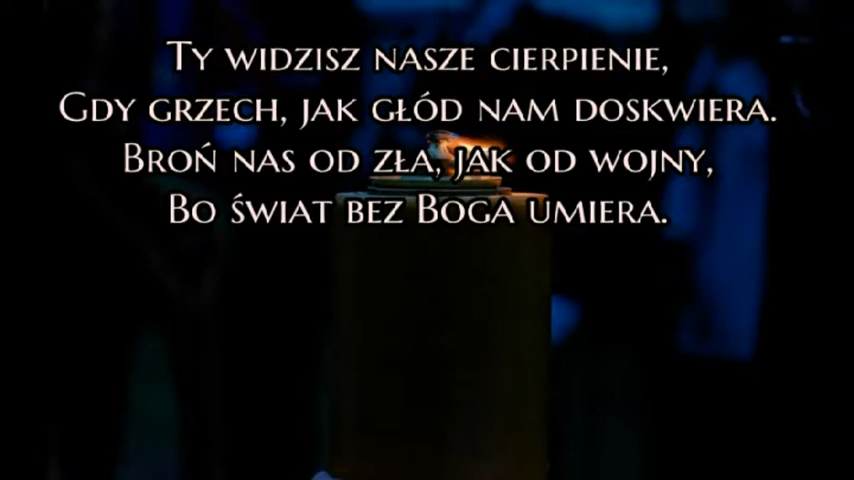 Ty widzisz nasze cierpienie,
Gdy grzech, jak głód nam doskwiera.
Broń nas od zła, jak od wojny,
Bo świat bez Boga umiera.